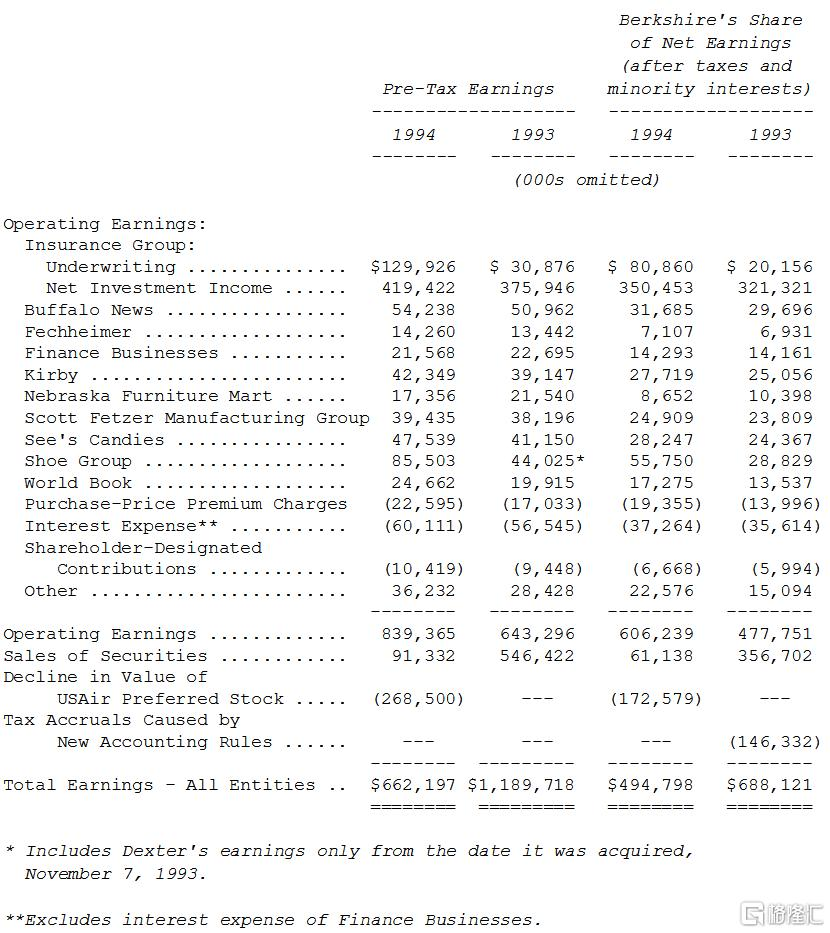 Berkshire's Share
of Net Earnings
(after taxes and
Pre-Tax Earnings minority interests)
------------------- -------------------
1994 1993 1994 1993
-------- -------- -------- --------
(000s omitted)
Operating Earnings:
Insurance Group:
Underwriting ............... $129,926 $ 30,876 $ 80,860 $ 20,156
Net Investment Income ...... 419,422 375,946 350,453 321,321
Buffalo News ................. 54,238 50,962 31,685 29,696
Fechheimer ................... 14,260 13,442 7,107 6,931
Finance Businesses ........... 21,568 22,695 14,293 14,161
Kirby ........................ 42,349 39,147 27,719 25,056
Nebraska Furniture Mart ...... 17,356 21,540 8,652 10,398
Scott Fetzer Manufacturing Group 39,435 38,196 24,909 23,809
See's Candies ................ 47,539 41,150 28,247 24,367
Shoe Group ................... 85,503 44,025* 55,750 28,829
World Book ................... 24,662 19,915 17,275 13,537
Purchase-Price Premium Charges (22,595) (17,033) (19,355) (13,996)
Interest Expense** ........... (60,111) (56,545) (37,264) (35,614)
Shareholder-Designated
Contributions ............. (10,419) (9,448) (6,668) (5,994)
Other ........................ 36,232 28,428 22,576 15,094
-------- -------- -------- --------
Operating Earnings ............. 839,365 643,296 606,239 477,751
Sales of Securities ............ 91,332 546,422 61,138 356,702
Decline in Value of
USAir Preferred Stock ..... (268,500) --- (172,579) ---
Tax Accruals Caused by
New Accounting Rules ...... --- --- --- (146,332)
-------- --------- -------- --------
Total Earnings - All Entities .. $662,197 $1,189,718 $494,798 $688,121
======== ========= ======== ========
* Includes Dexter's earnings only from the date it was acquired,
November 7, 1993.
**Excludes interest expense of Finance Businesses.
格隆汇